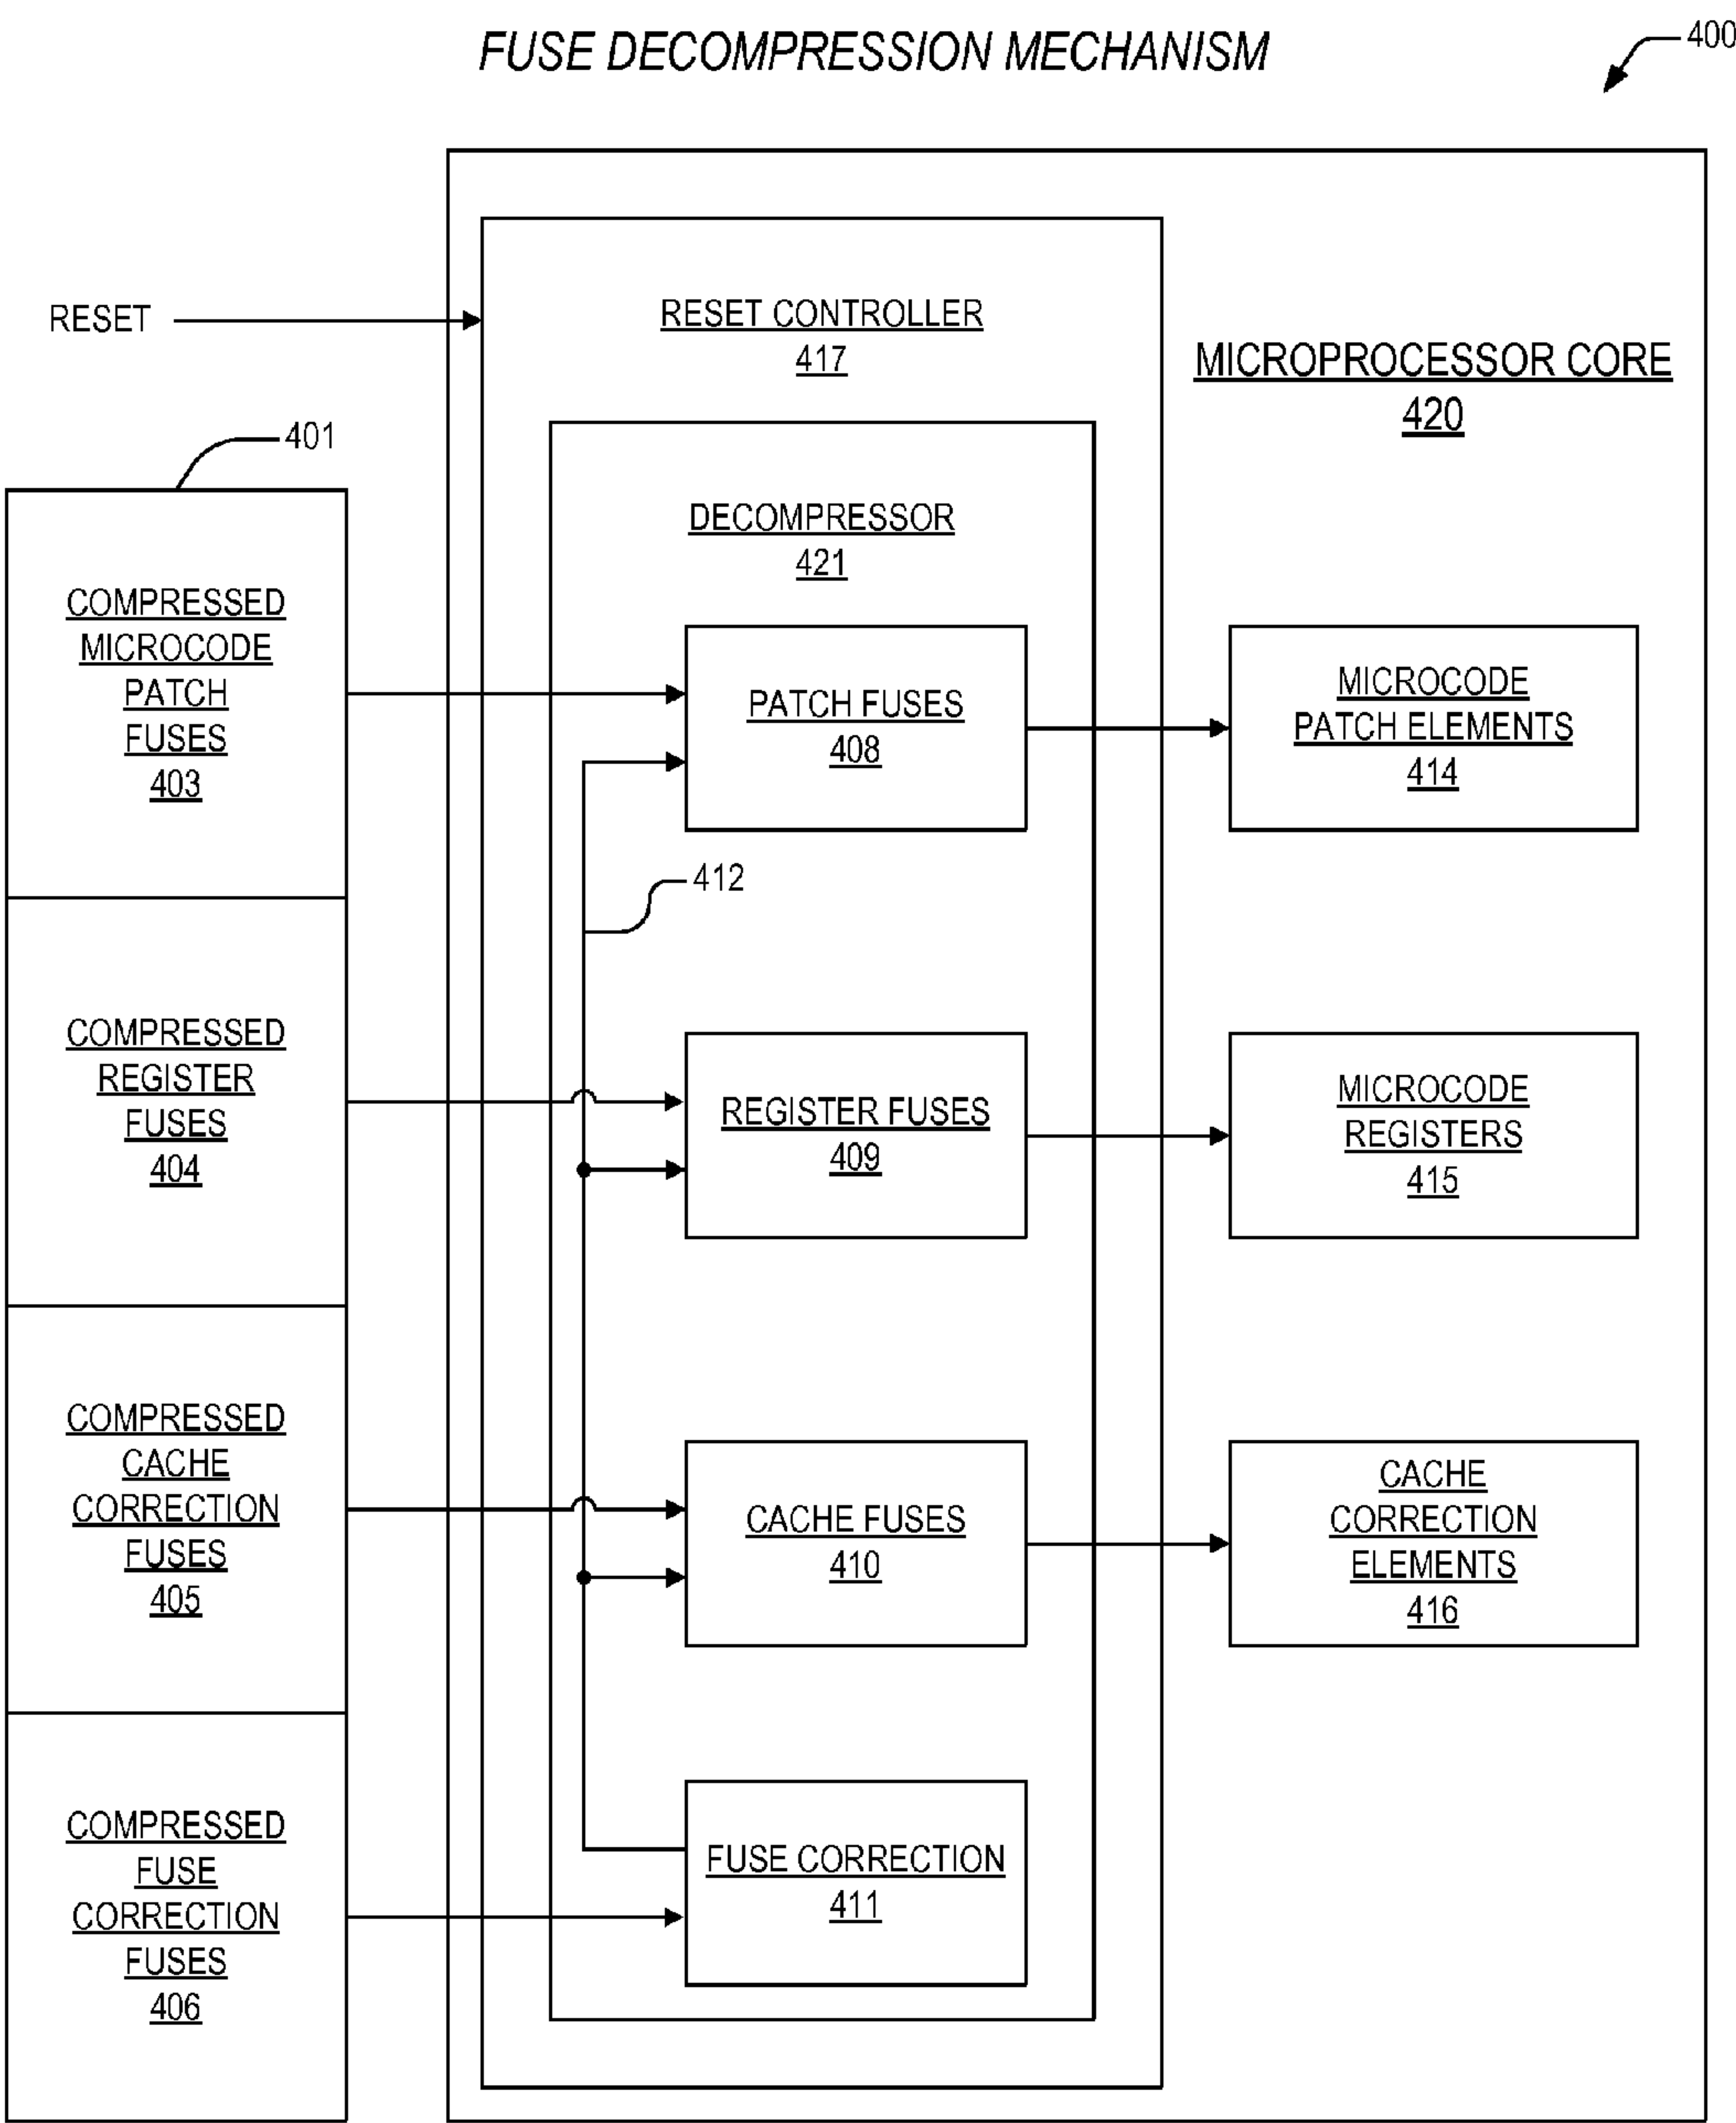 FUSE DECOMPRESSION MECHANISM
400
RESET
RESET CONTROLLER
417
MICROPROCESSOR CORE
420
401
DECOMPRESSOR
421
COMPRESSED
MICROCODE
PATCH
FUSES
403
PATCH FUSES
408
MICROCODE
PATCH ELEMENTS
414
412
COMPRESSED
REGISTER
FUSES
404
REGISTER FUSES
409
MICROCODE
REGISTERS
415
COMPRESSED
CACHE
CORRECTION
FUSES
405
CACHE FUSES
410
CACHE
CORRECTION
ELEMENTS
416
COMPRESSED
FUSE
CORRECTION
FUSES
406
FUSE CORRECTION
411